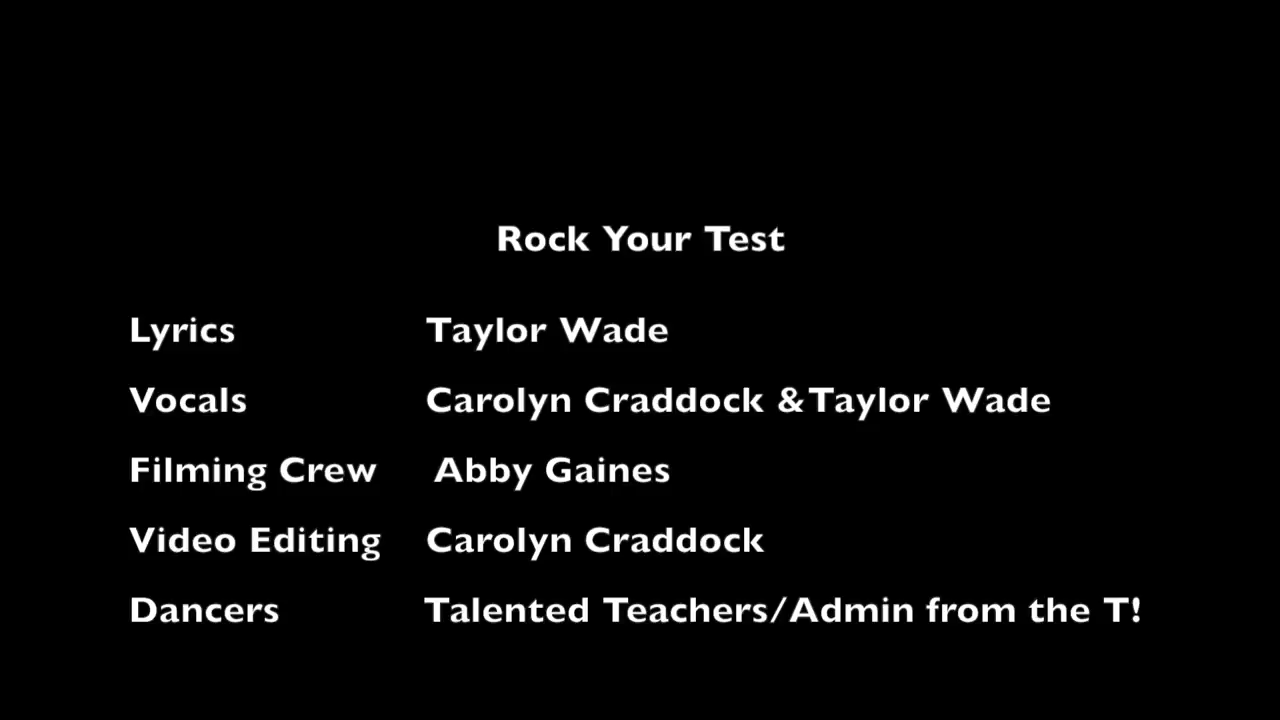 Rock Your Test
Lyrics Taylor Wade
Vocals Carolyn Craddock & Taylor Wade
Filming Crew Abby Gaines
Video Editing Carolyn Craddock
Dancers Talented Teachers/Admin from the T!